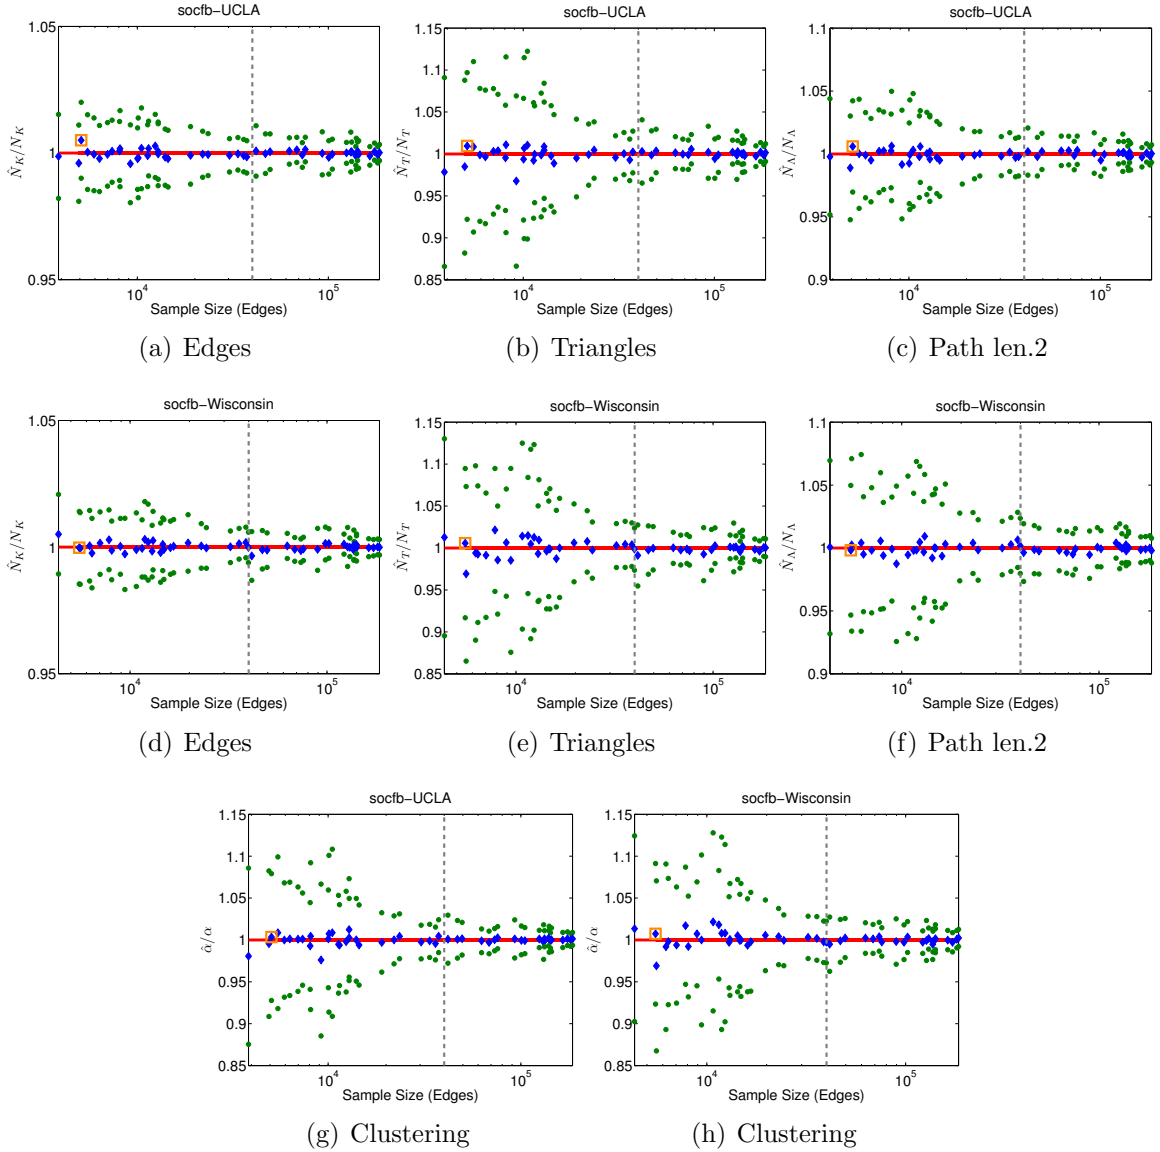 socfb−UCLA
socfb−UCLA
socfb−UCLA
1.05
1
0.95
N̂_K/N_K
10^4
10^5
Sample Size (Edges)
1.15
1.1
1.05
1
0.95
0.9
0.85
N̂_T/N_T
10^4
10^5
Sample Size (Edges)
1.1
1.05
1
0.95
0.9
N̂_Λ/N_Λ
10^4
10^5
Sample Size (Edges)
(a) Edges
(b) Triangles
(c) Path len.2
socfb−Wisconsin
socfb−Wisconsin
socfb−Wisconsin
1.05
1
0.95
N̂_K/N_K
10^4
10^5
Sample Size (Edges)
1.15
1.1
1.05
1
0.95
0.9
0.85
N̂_T/N_T
10^4
10^5
Sample Size (Edges)
1.1
1.05
1
0.95
0.9
N̂_Λ/N_Λ
10^4
10^5
Sample Size (Edges)
(d) Edges
(e) Triangles
(f) Path len.2
socfb−UCLA
socfb−Wisconsin
1.15
1.1
1.05
1
0.95
0.9
0.85
α̂/α
10^4
10^5
Sample Size (Edges)
1.15
1.1
1.05
1
0.95
0.9
0.85
α̂/α
10^4
10^5
Sample Size (Edges)
(g) Clustering
(h) Clustering